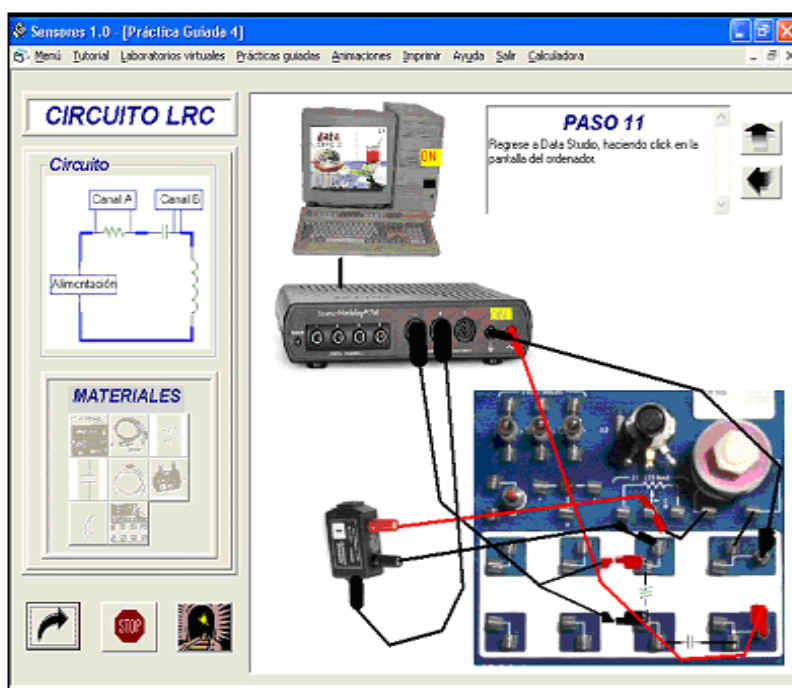 Sensores 1.0 - [Práctica Guiada 4]
Menú Tutorial Laboratorios virtuales Prácticas guiadas Animaciones Imprimir Ayuda Salir Calculadora
CIRCUITO LRC
Circuito
Canal A Canal B
Alimentación
MATERIALES
STOP
data
ON
PASO 11
Regrese a Data Studio, haciendo click en la
pantalla del ordenador.
ON